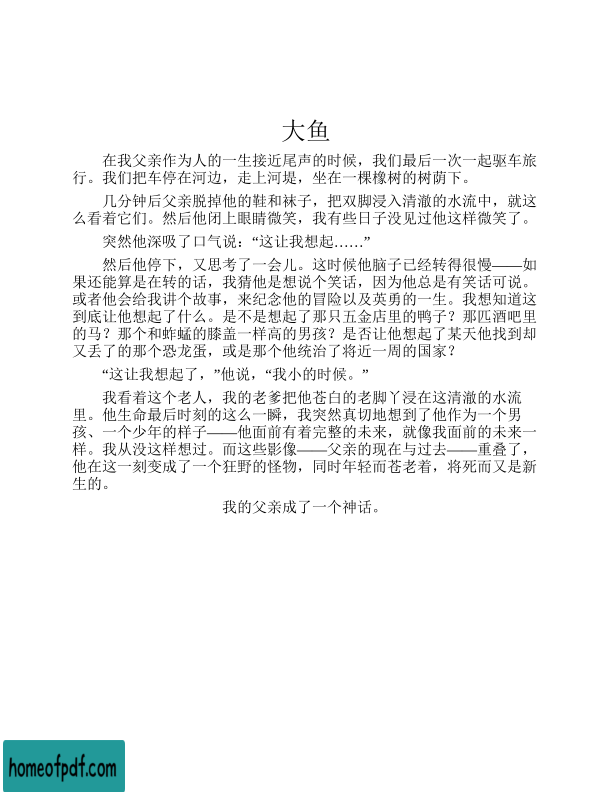 大鱼
在我父亲作为人的一生接近尾声的时候，我们最后一次一起驱车旅
行。我们把车停在河边，走上河堤，坐在一棵橡树的树荫下。
几分钟后父亲脱掉他的鞋和袜子，把双脚浸入清澈的水流中，就这
么看着它们。然后他闭上眼睛微笑，我有些日子没见过他这样微笑了。
突然他深吸了口气说：“这让我想起……”
然后他停下，又思考了一会儿。这时候他脑子已经转得很慢——如
果还能算是在转的话，我猜他是想说个笑话，因为他总是有笑话可说。
或者他会给我讲个故事，来纪念他的冒险以及英勇的一生。我想知道这
到底让他想起了什么。是不是想起了那只五金店里的鸭子？那匹酒吧里
的马？那个和蚱蜢的膝盖一样高的男孩？是否让他想起了某天他找到却
又丢了的那个恐龙蛋，或是那个他统治了将近一周的国家？
“这让我想起了，”他说，“我小的时候。”
我看着这个老人，我的老爹把他苍白的老脚丫浸在这清澈的水流
里。他生命最后时刻的这么一瞬，我突然真切地想到了他作为一个男
孩、一个少年的样子——他面前有着完整的未来，就像我面前的未来一
样。我从没这样想过。而这些影像——父亲的现在与过去——重叠了，
他在这一刻变成了一个狂野的怪物，同时年轻而苍老着，将死而又是新
生的。
我的父亲成了一个神话。
homeofpdf.com